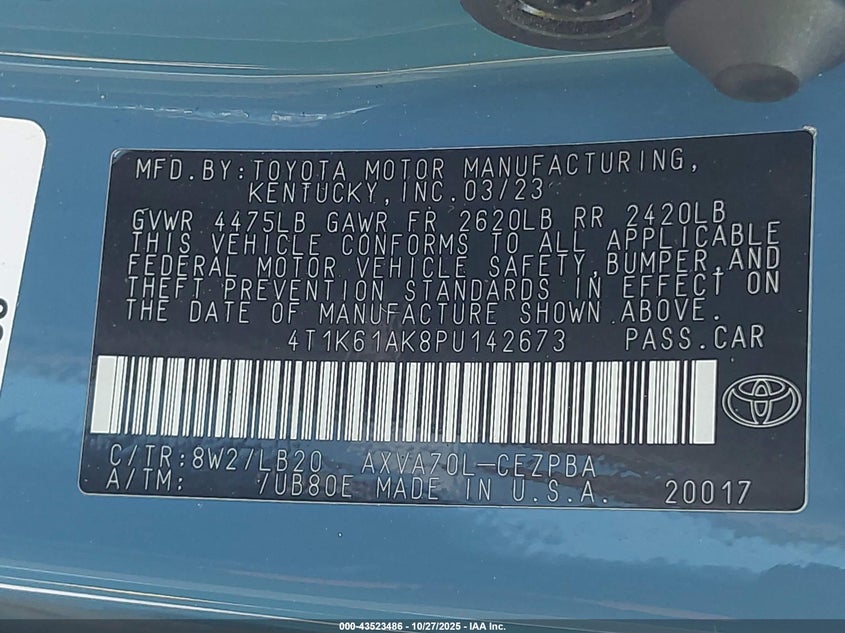 MFD.BY:TOYOTA MOTOR MANUFACTURING,
KENTUCKY,INC.03/23
GVWR 4475LB GAWR FR 2620LB RR 2420LB
THIS VEHICLE CONFORMS TO ALL APPLICABLE
FEDERAL MOTOR VEHICLE SAFETY,BUMPER,AND
THEFT PREVENTION STANDARDS IN EFFECT ON
THE DATE OF MANUFACTURE SHOWN ABOVE.
4T1K61AK8PU142673 PASS.CAR
C/TR:8W27LB20 AXVA70L-CEZPBA
A/TM: 7UB80E MADE IN U.S.A. 20017
000-43523486 - 10/27/2025 - IAA Inc.